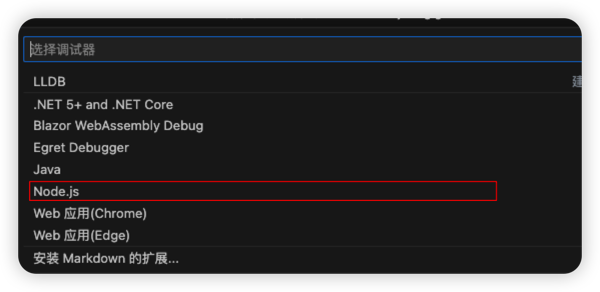 选择调试器
LLDB
.NET 5+ and .NET Core
Blazor WebAssembly Debug
Egret Debugger
Java
Node.js
Web 应用(Chrome)
Web 应用(Edge)
安装 Markdown 的扩展...